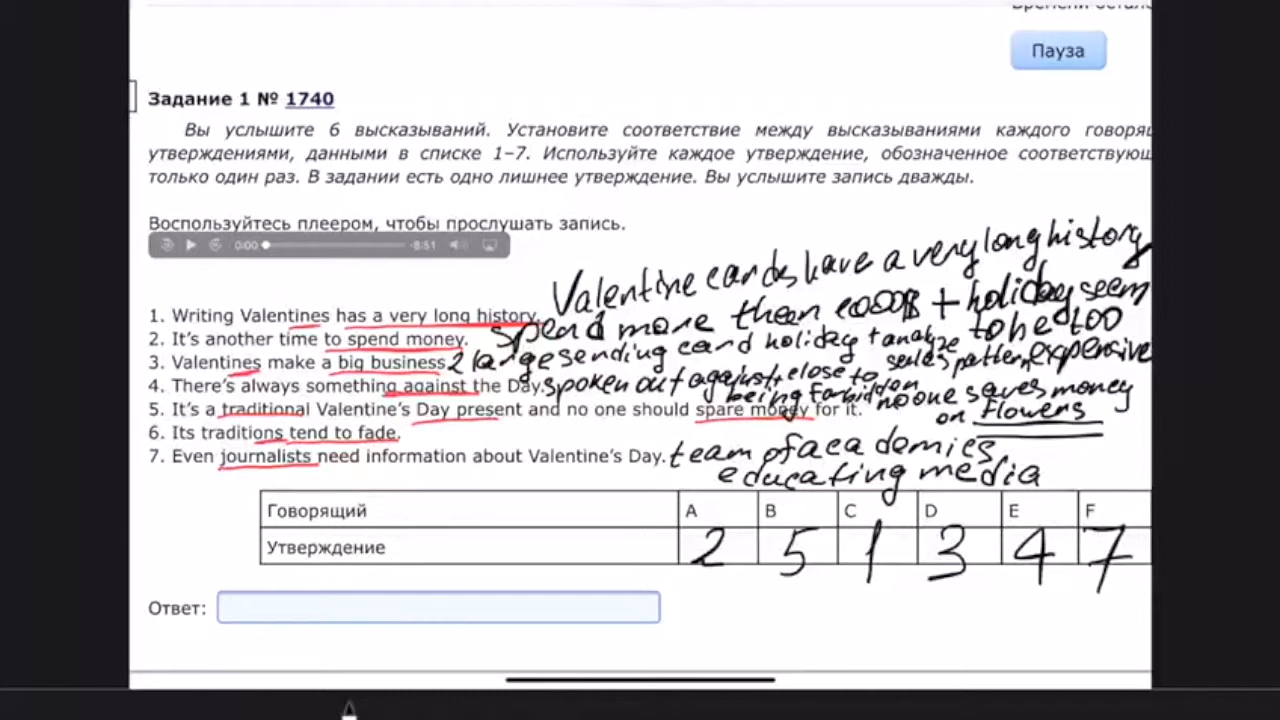 Пауза
Задание 1 № 1740
Вы услышите 6 высказываний. Установите соответствие между высказываниями каждого говорящ
утверждениями, данными в списке 1–7. Используйте каждое утверждение, обозначенное соответствующ
только один раз. В задании есть одно лишнее утверждение. Вы услышите запись дважды.
Воспользуйтесь плеером, чтобы прослушать запись.
0:00 -8:51
Valentine cards have a very long history
1. Writing Valentines has a very long history.
spend more then 1000$ + holiday seem
to be too
expensive
2. It's another time to spend money.
3. Valentines make a big business
2 large sending card holiday + analyze
sales pattern
4. There's always something against the Day.
spoken out against + close to
being forbidden
5. It's a traditional Valentine's Day present and no one should spare money for it.
no one saves money
on flowers
6. Its traditions tend to fade.
7. Even journalists need information about Valentine's Day.
team of academics
educating media
Говорящий A B C D E F
Утверждение 2 5 1 3 4 7
Ответ: